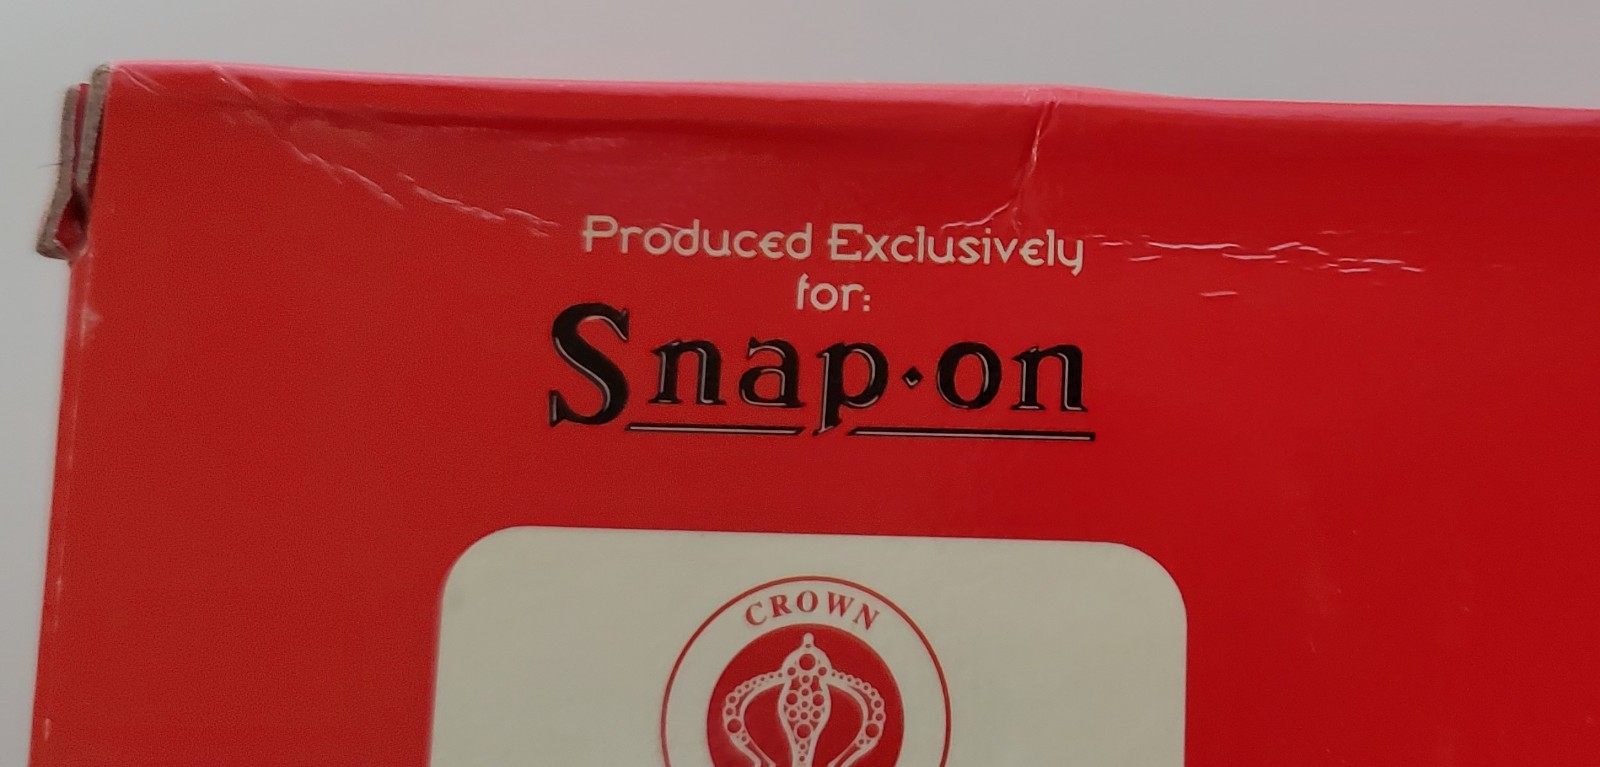 Produced Exclusively
for:
Snap·on
CROWN